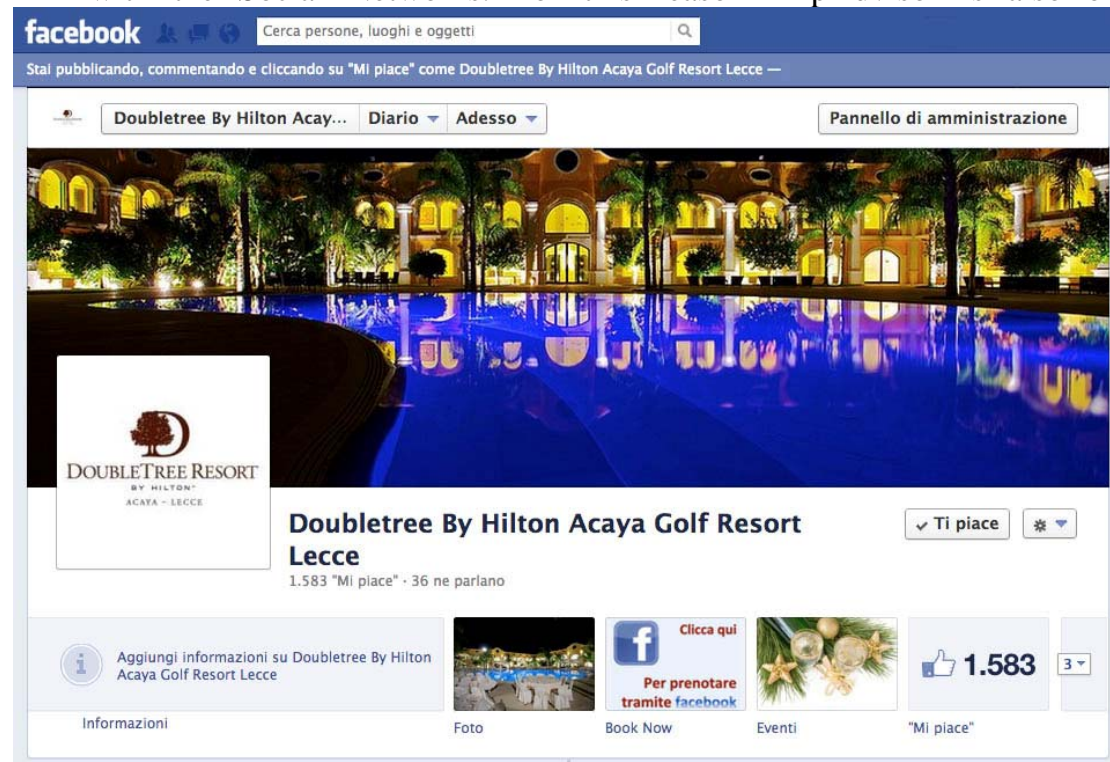 facebook
Cerca persone, luoghi e oggetti
Stai pubblicando, commentando e cliccando su "Mi piace" come Doubletree By Hilton Acaya Golf Resort Lecce —
Doubletree By Hilton Acay... Diario Adesso Pannello di amministrazione
DOUBLETREE RESORT
BY HILTON™
ACAYA - LECCE
Doubletree By Hilton Acaya Golf Resort
Lecce
1.583 "Mi piace" · 36 ne parlano
Ti piace
Aggiungi informazioni su Doubletree By Hilton
Acaya Golf Resort Lecce
Informazioni
Clicca qui
Per prenotare
tramite facebook
1.583
3
Foto
Book Now
Eventi
"Mi piace"